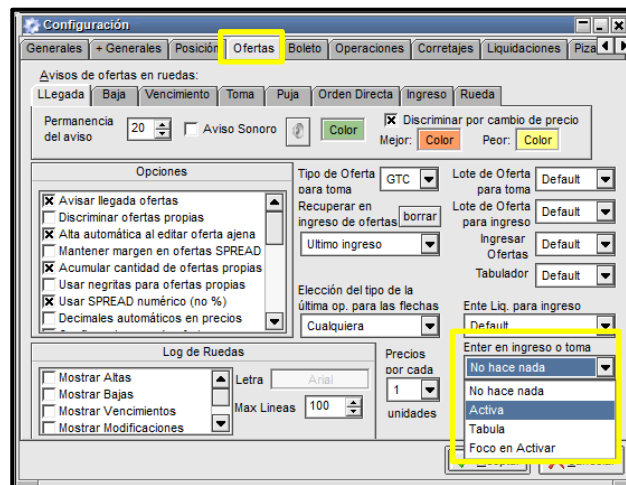 Configuración
Generales + Generales Posición Ofertas Boleto Operaciones Corretajes Liquidaciones Piza
Avisos de ofertas en ruedas:
LLegada Baja Vencimiento Toma Puja Orden Directa Ingreso Rueda
Permanencia del aviso 20 Aviso Sonoro Color
Discriminar por cambio de precio
Mejor: Color Peor: Color
Opciones
Avisar llegada ofertas
Discriminar ofertas propias
Alta automática al editar oferta ajena
Mantener margen en ofertas SPREAD
Acumular cantidad de ofertas propias
Usar negritas para ofertas propias
Usar SPREAD numérico (no %)
Decimales automáticos en precios
Tipo de Oferta para toma GTC
Recuperar en ingreso de ofertas borrar
Ultimo ingreso
Elección del tipo de la
última op. para las flechas
Cualquiera
Lote de Oferta para toma Default
Lote de Oferta para ingreso Default
Ingresar Ofertas Default
Tabulador Default
Ente Liq. para ingreso
Default
Log de Ruedas
Mostrar Altas
Mostrar Bajas
Mostrar Vencimientos
Mostrar Modificaciones
Letra Arial
Max Lineas 100
Precios
por cada
1
unidades
Enter en ingreso o toma
No hace nada
No hace nada
Activa
Tabula
Foco en Activar